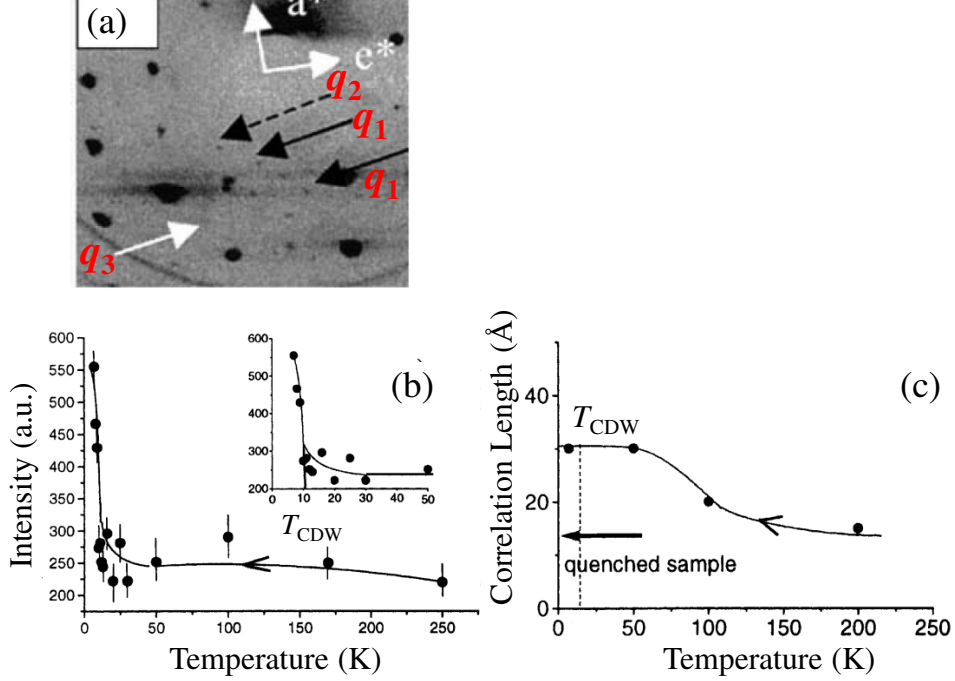 (a)
a*
c*
q2
q1
q1
q3
(b)
Intensity (a.u.)
600
550
500
450
400
350
300
250
200
0
50
100
150
200
250
Temperature (K)
600
500
400
300
200
0
10
20
30
40
50
TCDW
(c)
Correlation Length (Å)
40
20
0
TCDW
quenched sample
0
50
100
150
200
250
Temperature (K)